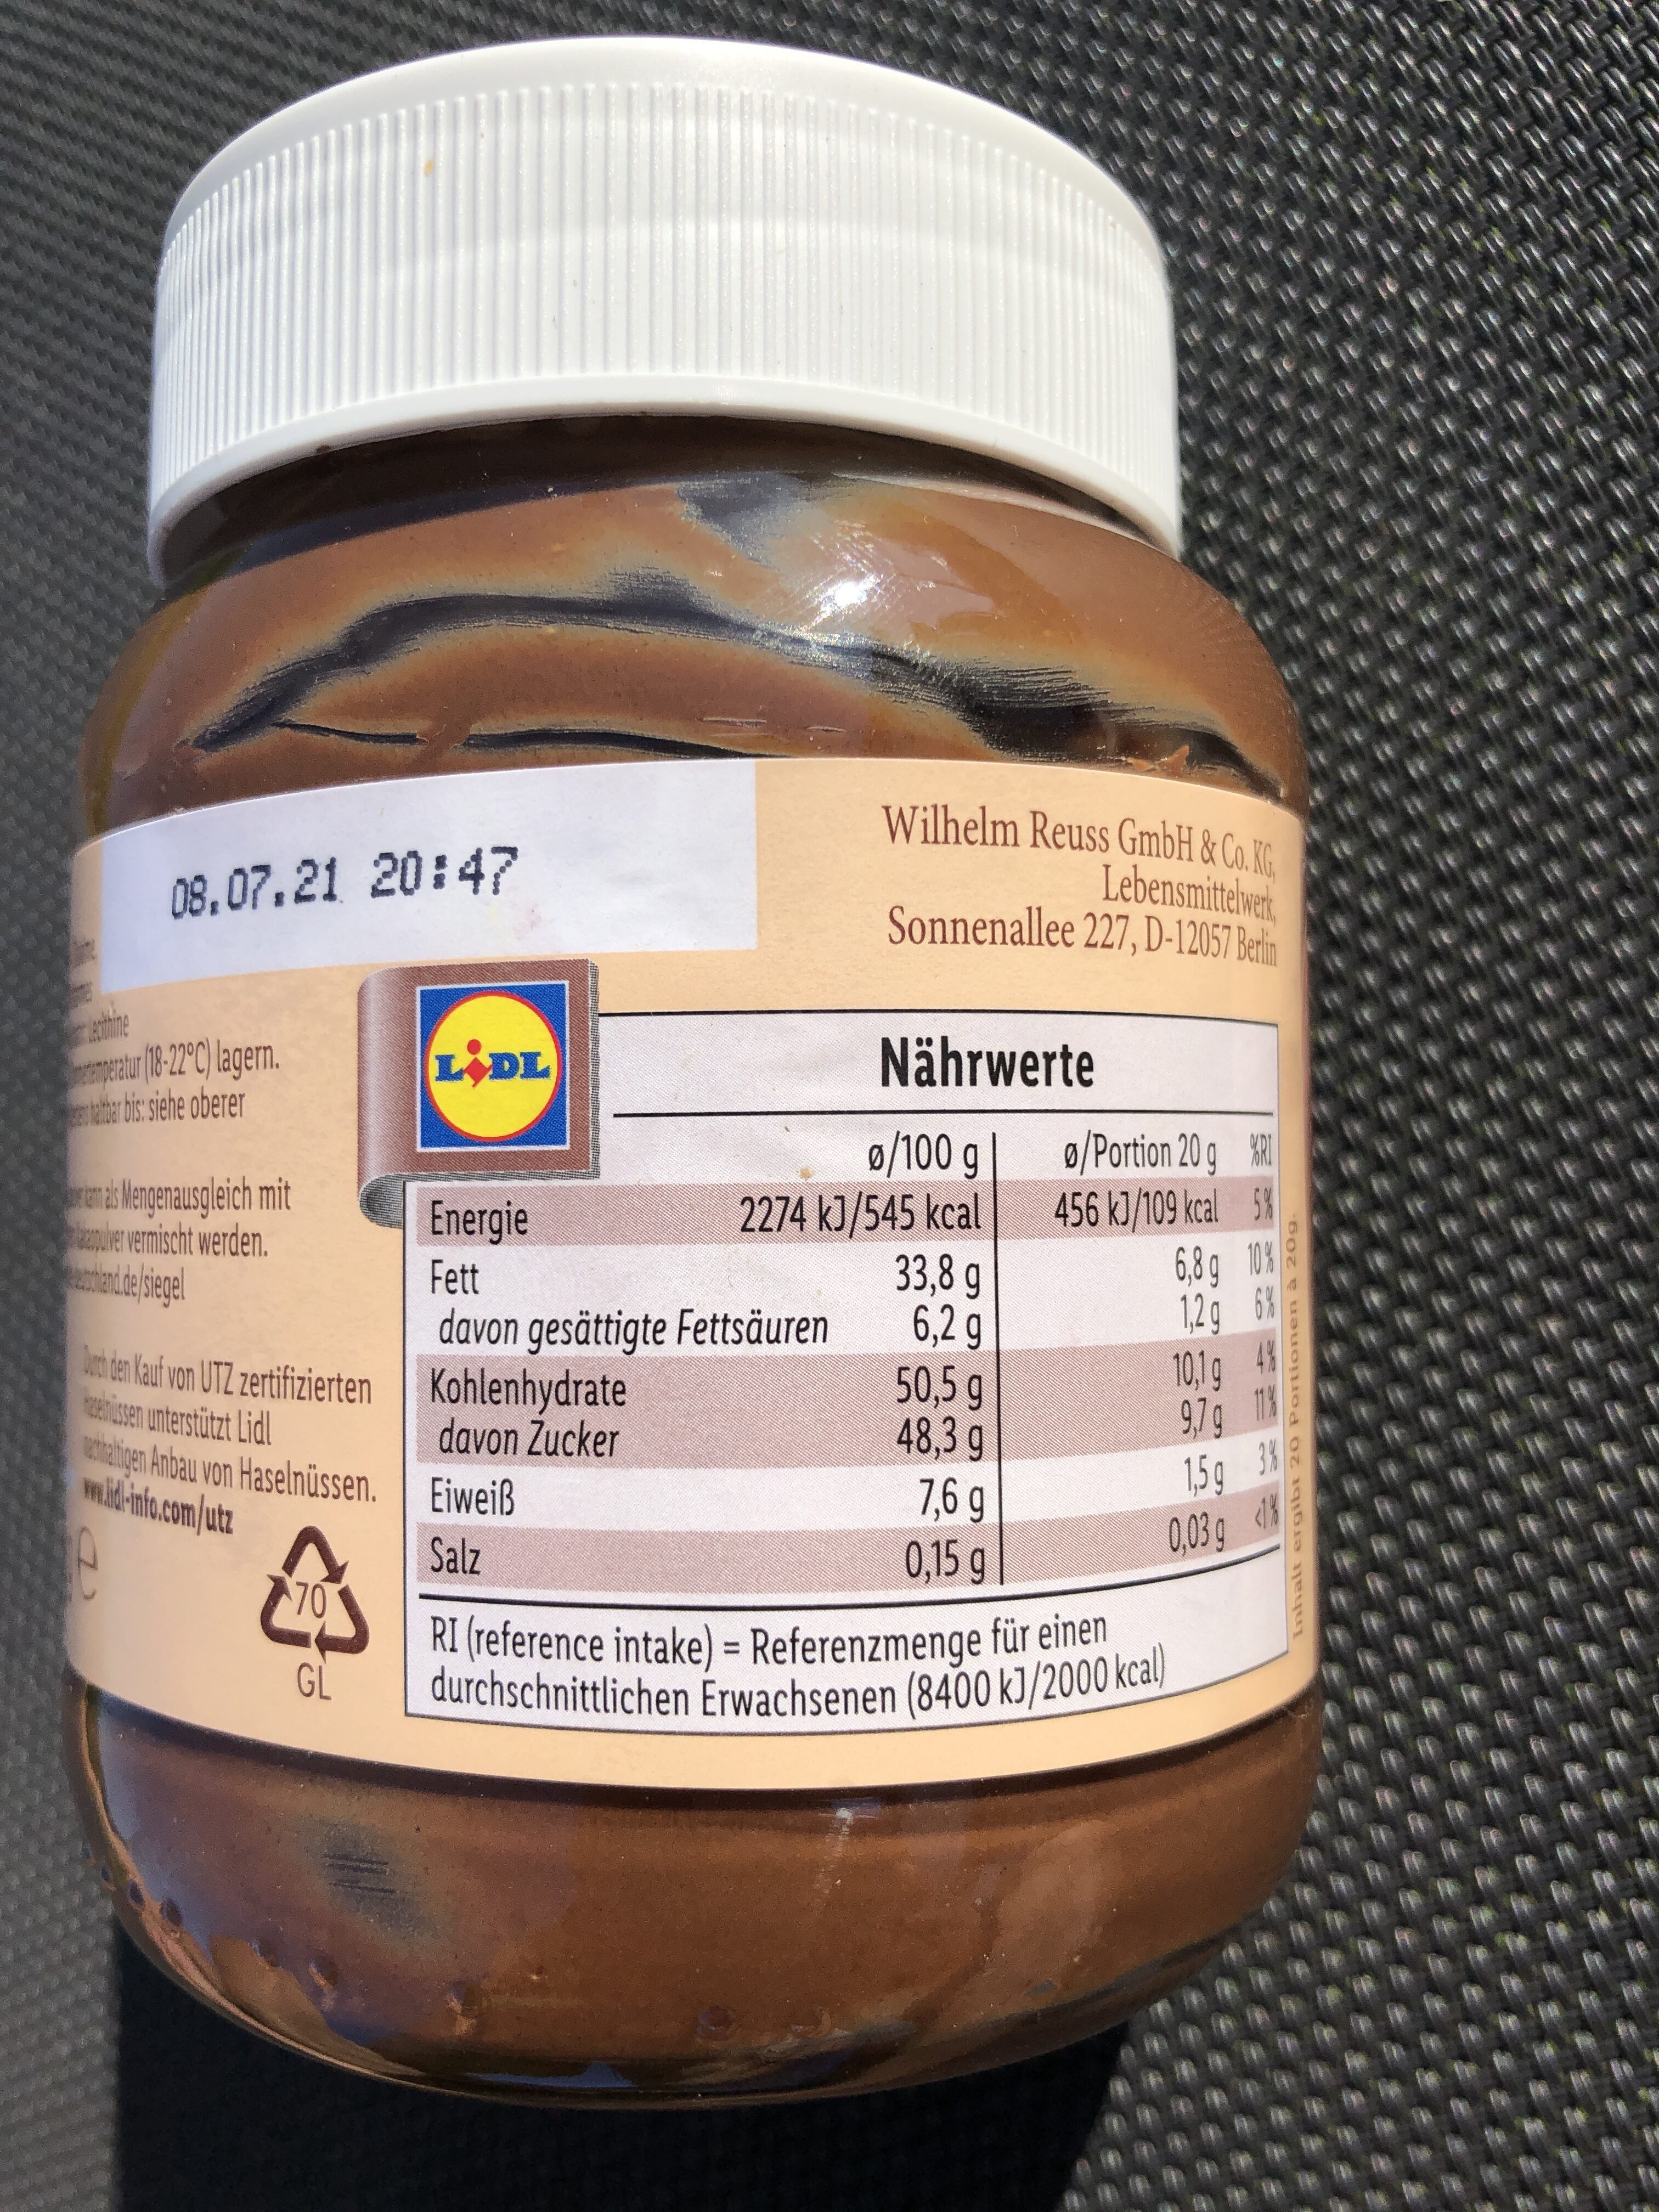 08.07.21 20:47
Wilhelm Reuss GmbH & Co. KG,
Lebensmittelwerk,
Sonnenallee 227, D-12057 Berlin
Lecithine
(18-22°C) lagern.
haltbar bis: siehe oberer
kann als Mengenausgleich mit
vermischt werden.
Durch den Kauf von UTZ zertifizierten
Haselnüssen unterstützt Lidl
nachhaltigen Anbau von Haselnüssen.
www.lidl-info.com/utz
e
70
GL
LIDL
Nährwerte
ø/100 g ø/Portion 20 g %RI
Energie 2274 kJ/545 kcal 456 kJ/109 kcal 5%
Fett 33,8 g 6,8 g 10%
davon gesättigte Fettsäuren 6,2 g 1,2 g 6%
Kohlenhydrate 50,5 g 10,1 g 4%
davon Zucker 48,3 g 9,7 g 11%
Eiweiß 7,6 g 1,5 g 3%
Salz 0,15 g 0,03 g <1%
RI (reference intake) = Referenzmenge für einen
durchschnittlichen Erwachsenen (8400 kJ/2000 kcal)
Inhalt ergibt 20 Portionen à 20g.